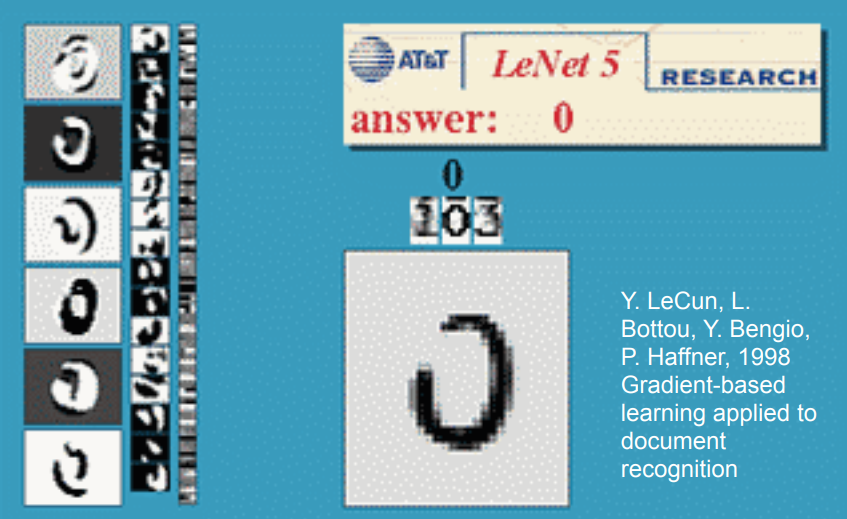 AT&T LeNet 5 RESEARCH
answer: 0
0
103
Y. LeCun, L.
Bottou, Y. Bengio,
P. Haffner, 1998
Gradient-based
learning applied to
document
recognition